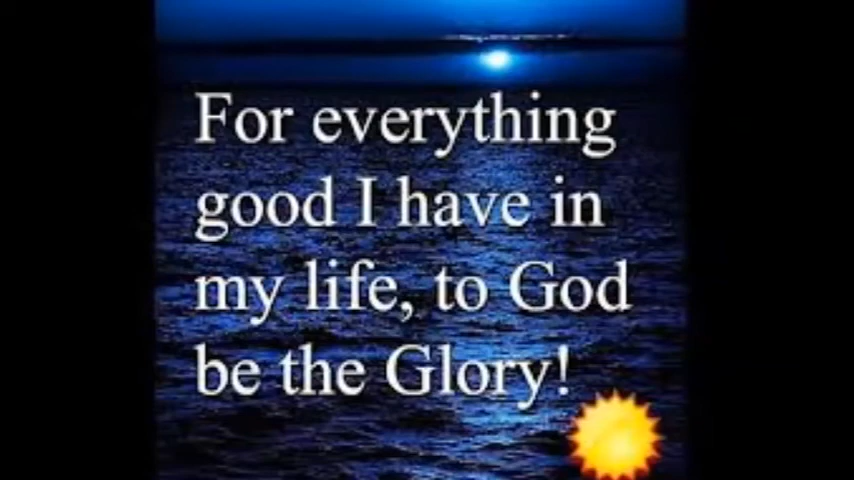 For everything
good I have in
my life, to God
be the Glory!